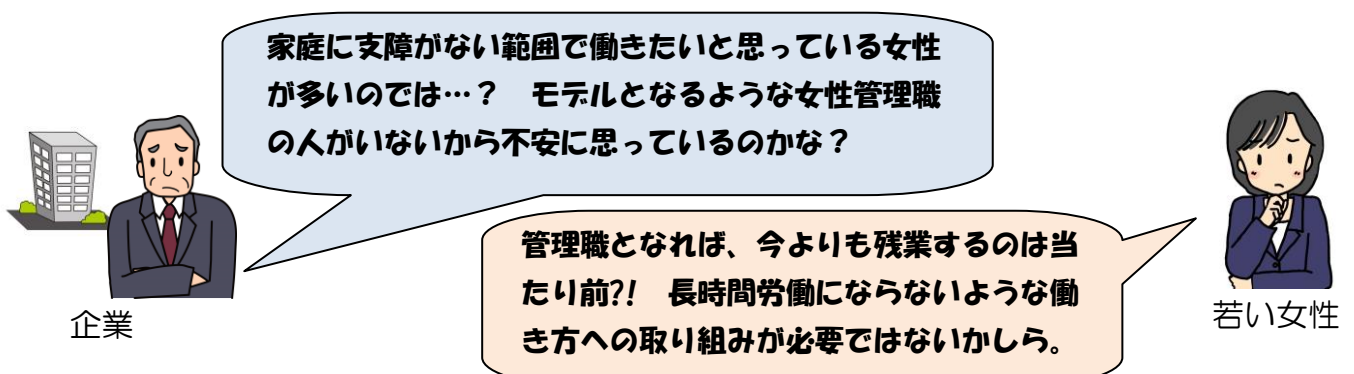 家庭に支障がない範囲で働きたいと思っている女性
が多いのでは…？　モデルとなるような女性管理職
の人がいないから不安に思っているのかな？
企業
管理職となれば、今よりも残業するのは当
たり前?!　長時間労働にならないような働
き方への取り組みが必要ではないかしら。
若い女性